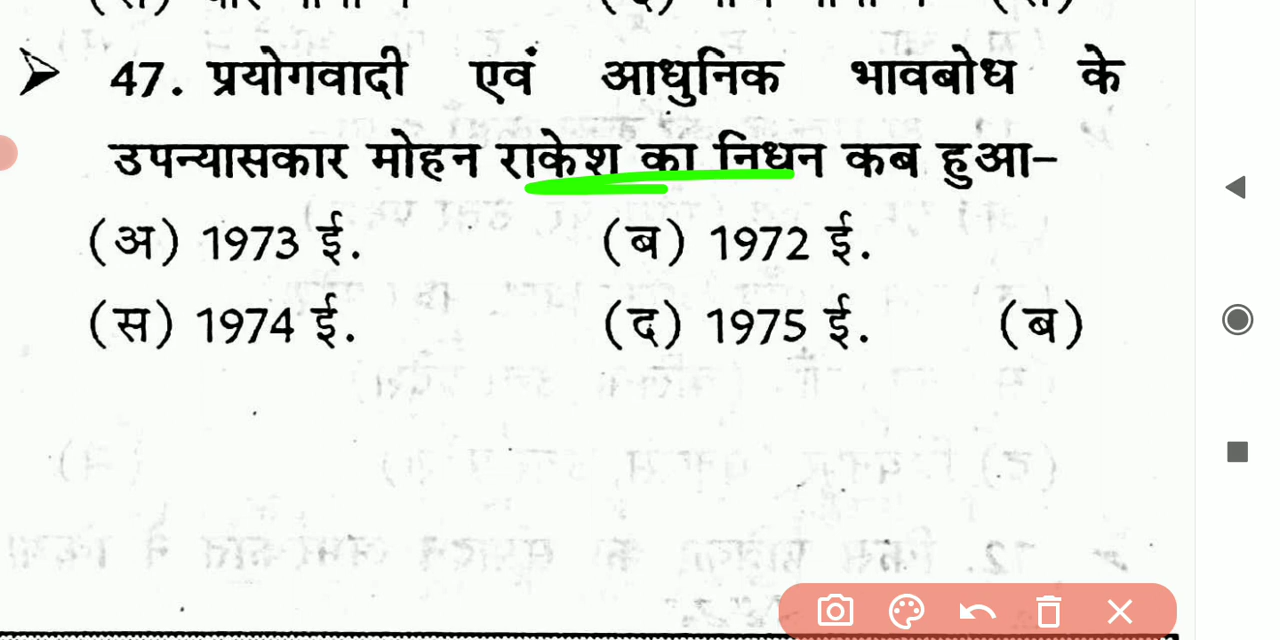 47. प्रयोगवादी एवं आधुनिक भावबोध के
उपन्यासकार मोहन राकेश का निधन कब हुआ–
(अ) 1973 ई. (ब) 1972 ई.
(स) 1974 ई. (द) 1975 ई. (ब)